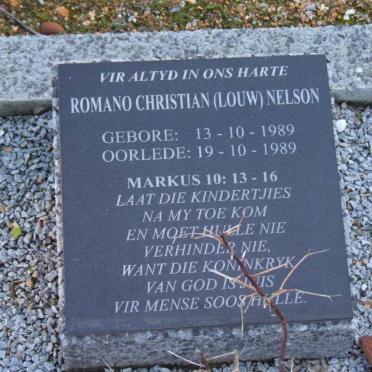 VIR ALTYD IN ONS HARTE
ROMANO CHRISTIAN (LOUW) NELSON
GEBORE: 13 - 10 - 1989
OORLEDE: 19 - 10 - 1989
MARKUS 10: 13 - 16
LAAT DIE KINDERTJIES
NA MY TOE KOM
EN MOET HULLE NIE
VERHINDER NIE,
WANT DIE KONINKRYK
VAN GOD IS JUIS
VIR MENSE SOOS HULLE.